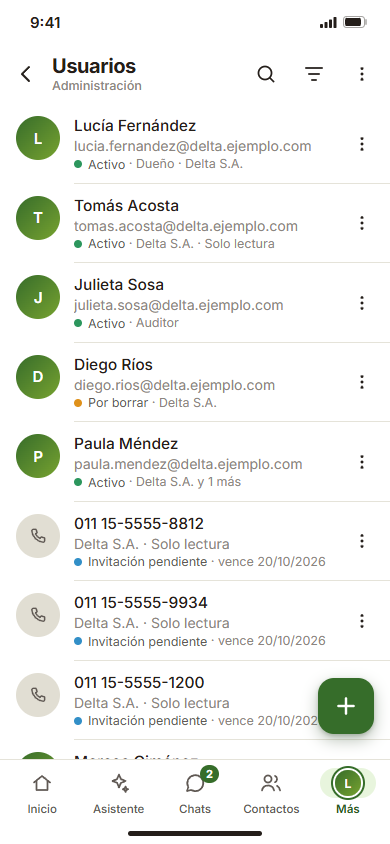 9:41
Usuarios
Administración
L
Lucía Fernández
lucia.fernandez@delta.ejemplo.com
Activo · Dueño · Delta S.A.
T
Tomás Acosta
tomas.acosta@delta.ejemplo.com
Activo · Delta S.A. · Solo lectura
J
Julieta Sosa
julieta.sosa@delta.ejemplo.com
Activo · Auditor
D
Diego Ríos
diego.rios@delta.ejemplo.com
Por borrar · Delta S.A.
P
Paula Méndez
paula.mendez@delta.ejemplo.com
Activo · Delta S.A. y 1 más
011 15-5555-8812
Delta S.A. · Solo lectura
Invitación pendiente · vence 20/10/2026
011 15-5555-9934
Delta S.A. · Solo lectura
Invitación pendiente · vence 20/10/2026
011 15-5555-1200
Delta S.A. · Solo lectura
Invitación pendiente · vence 20/10/202
2
L
Inicio
Asistente
Chats
Contactos
Más